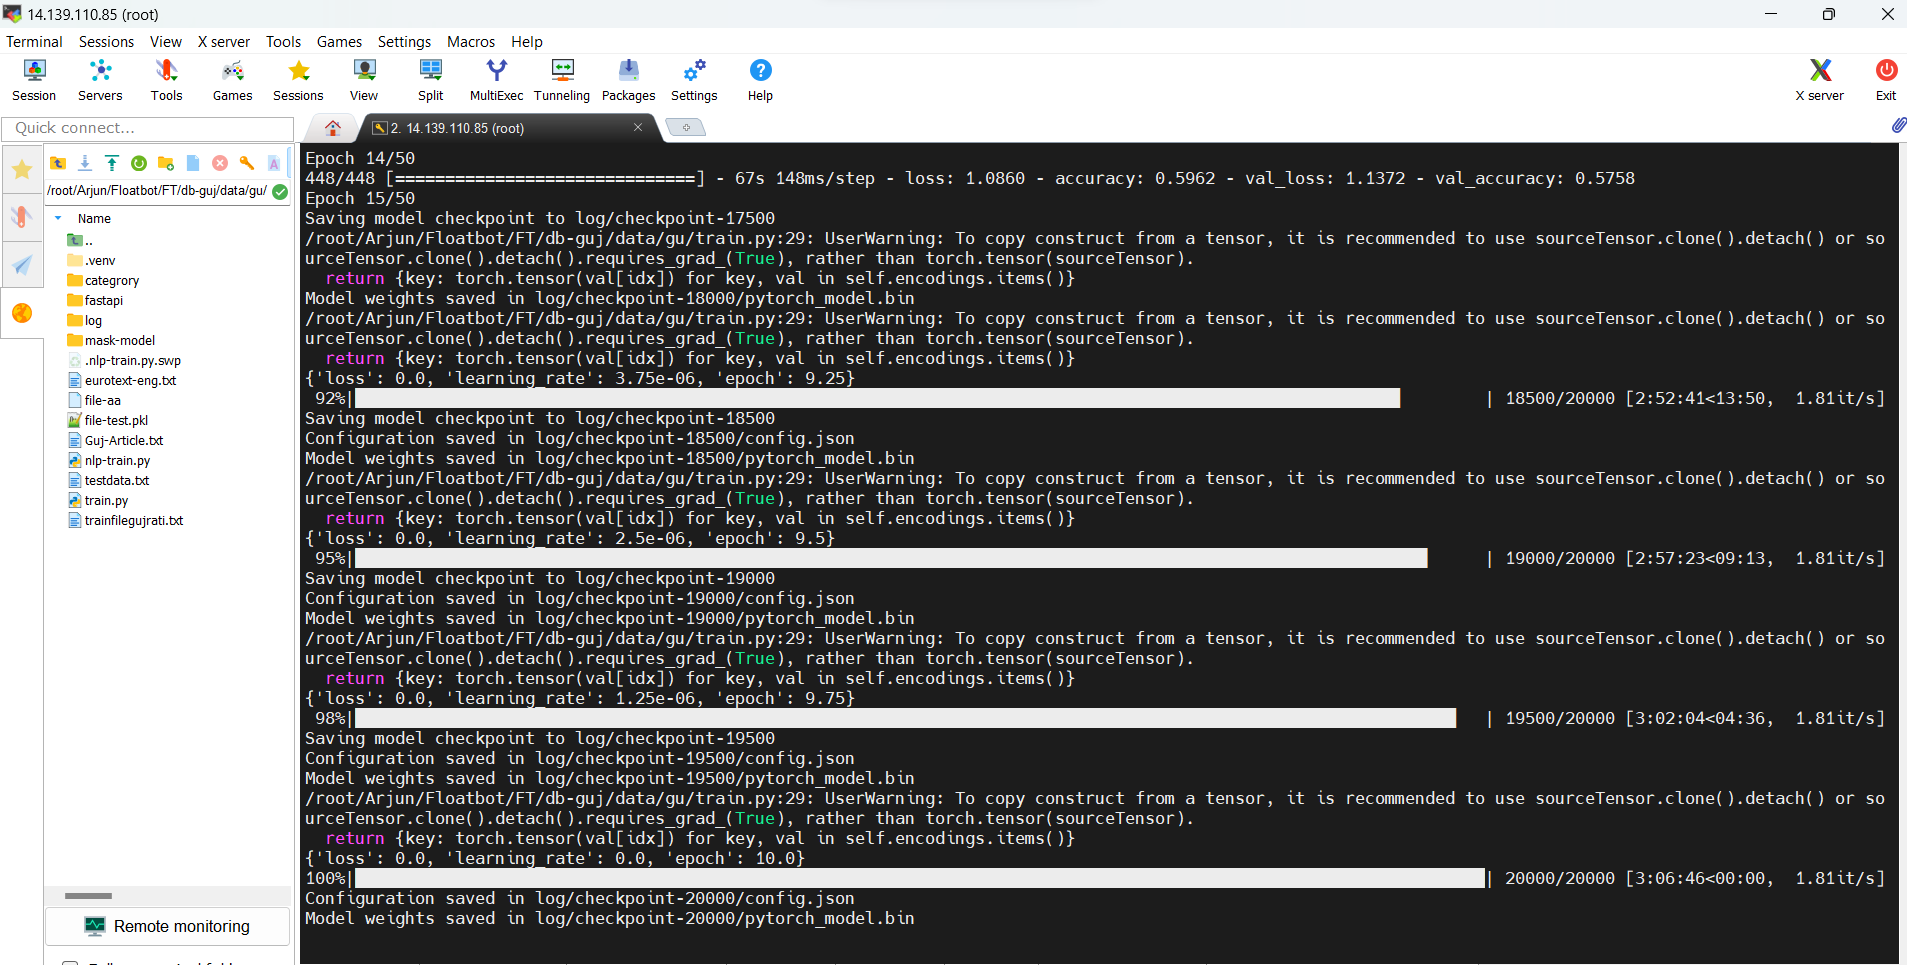 14.139.110.85 (root)
Terminal Sessions View X server Tools Games Settings Macros Help
Session Servers Tools Games Sessions View Split MultiExec Tunneling Packages Settings Help X server Exit
Quick connect...
2. 14.139.110.85 (root)
/root/Arjun/Floatbot/FT/db-guj/data/gu/
Name
..
.venv
categrory
fastapi
log
mask-model
.nlp-train.py.swp
eurotext-eng.txt
file-aa
file-test.pkl
Guj-Article.txt
nlp-train.py
testdata.txt
train.py
trainfilegujrati.txt
Remote monitoring
Epoch 14/50
448/448 [==============================] - 67s 148ms/step - loss: 1.0860 - accuracy: 0.5962 - val_loss: 1.1372 - val_accuracy: 0.5758
Epoch 15/50
Saving model checkpoint to log/checkpoint-17500
/root/Arjun/Floatbot/FT/db-guj/data/gu/train.py:29: UserWarning: To copy construct from a tensor, it is recommended to use sourceTensor.clone().detach() or so
urceTensor.clone().detach().requires_grad_(True), rather than torch.tensor(sourceTensor).
return {key: torch.tensor(val[idx]) for key, val in self.encodings.items()}
Model weights saved in log/checkpoint-18000/pytorch_model.bin
/root/Arjun/Floatbot/FT/db-guj/data/gu/train.py:29: UserWarning: To copy construct from a tensor, it is recommended to use sourceTensor.clone().detach() or so
urceTensor.clone().detach().requires_grad_(True), rather than torch.tensor(sourceTensor).
return {key: torch.tensor(val[idx]) for key, val in self.encodings.items()}
{'loss': 0.0, 'learning_rate': 3.75e-06, 'epoch': 9.25}
92%| | 18500/20000 [2:52:41<13:50, 1.81it/s]
Saving model checkpoint to log/checkpoint-18500
Configuration saved in log/checkpoint-18500/config.json
Model weights saved in log/checkpoint-18500/pytorch_model.bin
/root/Arjun/Floatbot/FT/db-guj/data/gu/train.py:29: UserWarning: To copy construct from a tensor, it is recommended to use sourceTensor.clone().detach() or so
urceTensor.clone().detach().requires_grad_(True), rather than torch.tensor(sourceTensor).
return {key: torch.tensor(val[idx]) for key, val in self.encodings.items()}
{'loss': 0.0, 'learning_rate': 2.5e-06, 'epoch': 9.5}
95%| | 19000/20000 [2:57:23<09:13, 1.81it/s]
Saving model checkpoint to log/checkpoint-19000
Configuration saved in log/checkpoint-19000/config.json
Model weights saved in log/checkpoint-19000/pytorch_model.bin
/root/Arjun/Floatbot/FT/db-guj/data/gu/train.py:29: UserWarning: To copy construct from a tensor, it is recommended to use sourceTensor.clone().detach() or so
urceTensor.clone().detach().requires_grad_(True), rather than torch.tensor(sourceTensor).
return {key: torch.tensor(val[idx]) for key, val in self.encodings.items()}
{'loss': 0.0, 'learning_rate': 1.25e-06, 'epoch': 9.75}
98%| | 19500/20000 [3:02:04<04:36, 1.81it/s]
Saving model checkpoint to log/checkpoint-19500
Configuration saved in log/checkpoint-19500/config.json
Model weights saved in log/checkpoint-19500/pytorch_model.bin
/root/Arjun/Floatbot/FT/db-guj/data/gu/train.py:29: UserWarning: To copy construct from a tensor, it is recommended to use sourceTensor.clone().detach() or so
urceTensor.clone().detach().requires_grad_(True), rather than torch.tensor(sourceTensor).
return {key: torch.tensor(val[idx]) for key, val in self.encodings.items()}
{'loss': 0.0, 'learning_rate': 0.0, 'epoch': 10.0}
100%| | 20000/20000 [3:06:46<00:00, 1.81it/s]
Configuration saved in log/checkpoint-20000/config.json
Model weights saved in log/checkpoint-20000/pytorch_model.bin